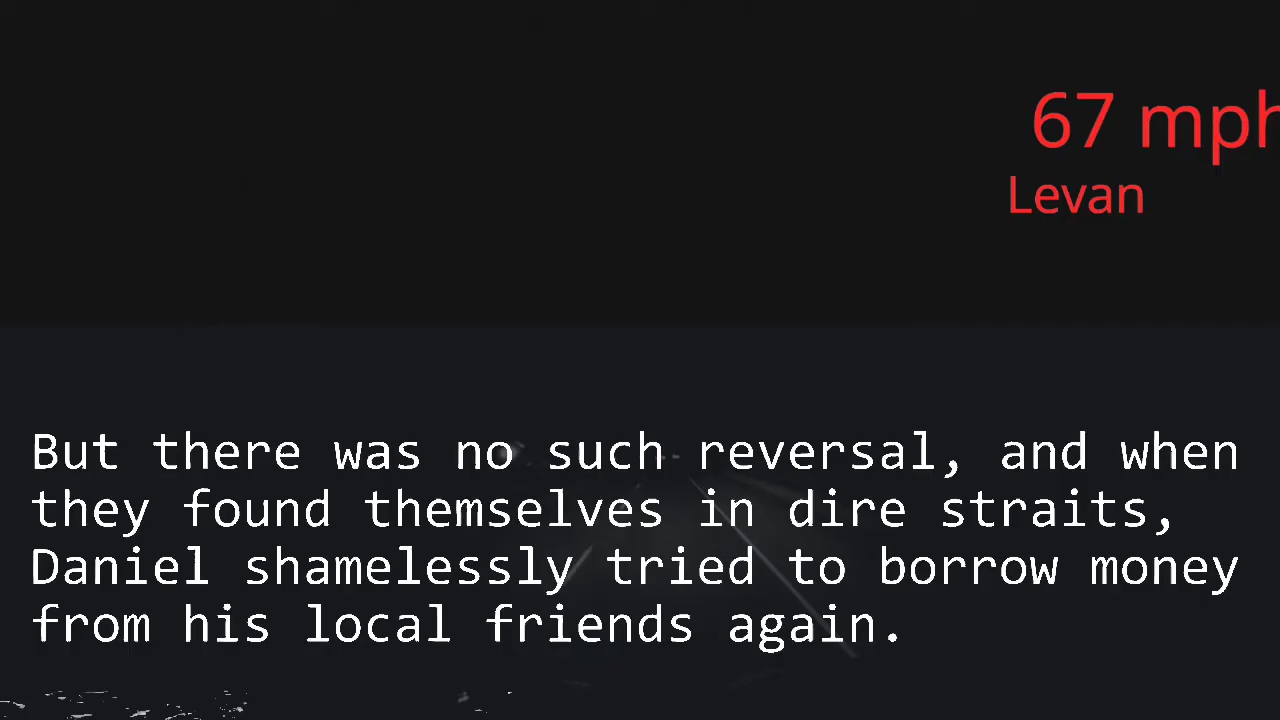 67 mph
Levan
But there was no such reversal, and when
they found themselves in dire straits,
Daniel shamelessly tried to borrow money
from his local friends again.